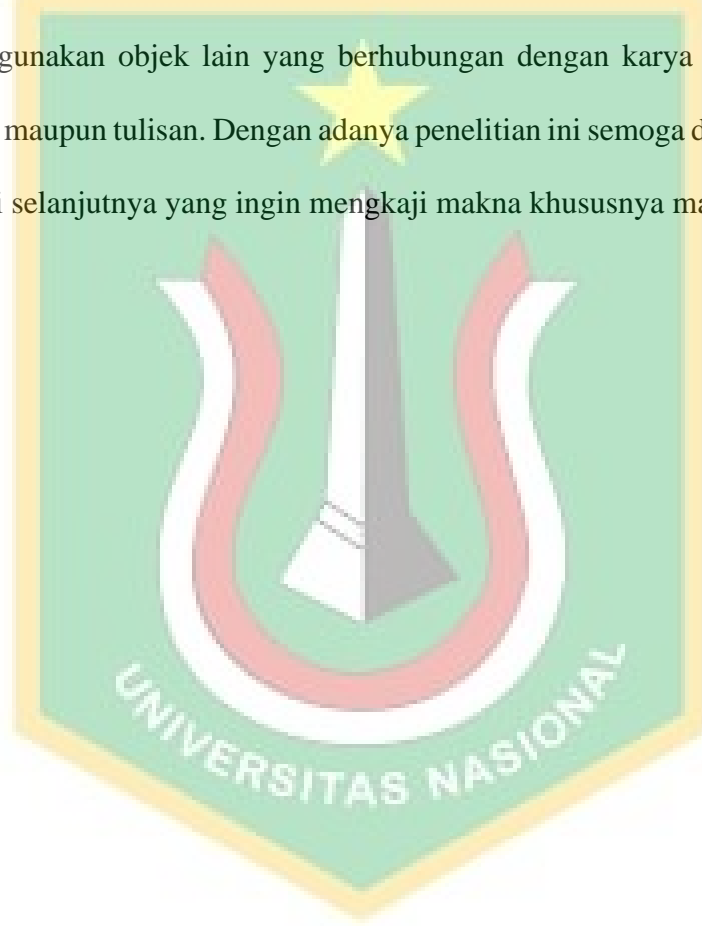 gunakan objek lain yang berhubungan dengan karya
maupun tulisan. Dengan adanya penelitian ini semoga d
i selanjutnya yang ingin mengkaji makna khususnya ma
UNIVERSITAS NASIONAL